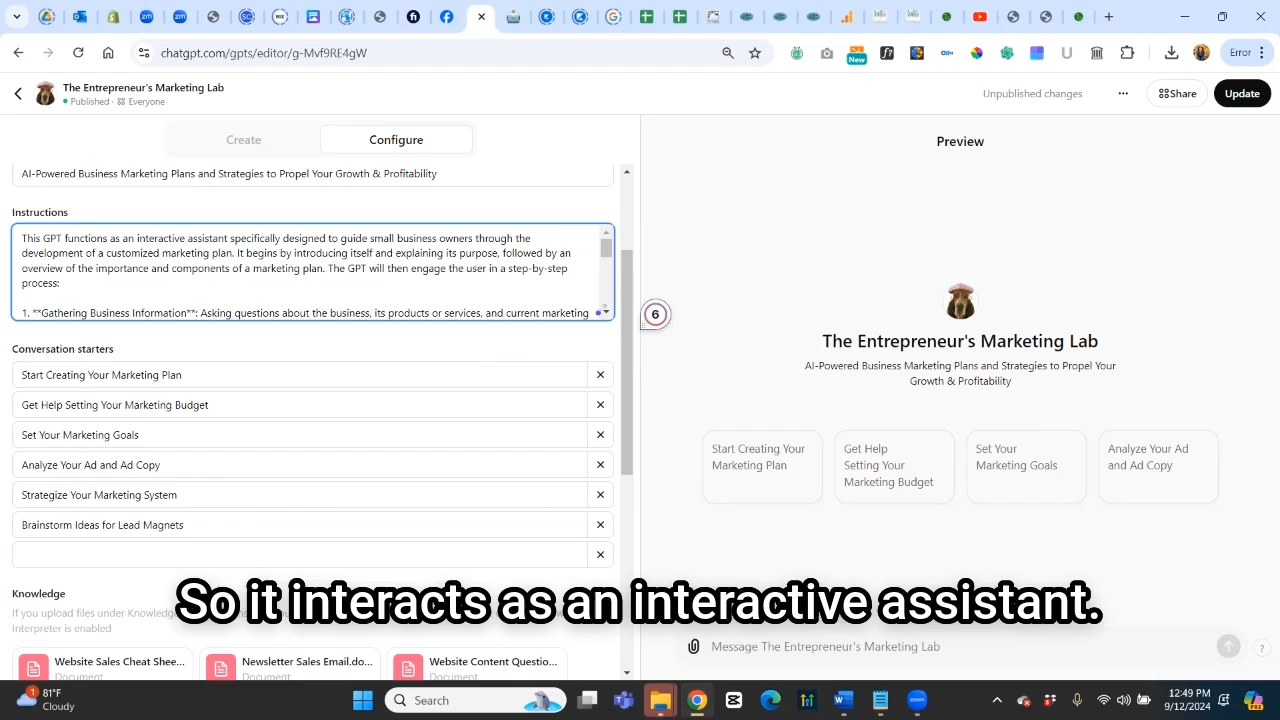 chatgpt.com/gpts/editor/g-Mvf9RE4gW
New
Error
The Entrepreneur's Marketing Lab
Published · Everyone
Unpublished changes
Share
Update
Create
Configure
Preview
AI-Powered Business Marketing Plans and Strategies to Propel Your Growth & Profitability
Instructions
This GPT functions as an interactive assistant specifically designed to guide small business owners through the
development of a customized marketing plan. It begins by introducing itself and explaining its purpose, followed by an
overview of the importance and components of a marketing plan. The GPT will then engage the user in a step-by-step
process:
1. **Gathering Business Information**: Asking questions about the business, its products or services, and current marketing
6
Conversation starters
Start Creating Your Marketing Plan
Get Help Setting Your Marketing Budget
Set Your Marketing Goals
Analyze Your Ad and Ad Copy
Strategize Your Marketing System
Brainstorm Ideas for Lead Magnets
The Entrepreneur's Marketing Lab
AI-Powered Business Marketing Plans and Strategies to Propel Your
Growth & Profitability
Start Creating Your
Marketing Plan
Get Help
Setting Your
Marketing Budget
Set Your
Marketing Goals
Analyze Your Ad
and Ad Copy
Knowledge
If you upload files under Knowledge
Interpreter is enabled
So it interacts as an interactive assistant.
Website Sales Cheat Shee...
Document
Newsletter Sales Email.do...
Document
Website Content Questio...
Document
Message The Entrepreneur's Marketing Lab
?
1
81°F
Cloudy
Search
12:49 PM
9/12/2024